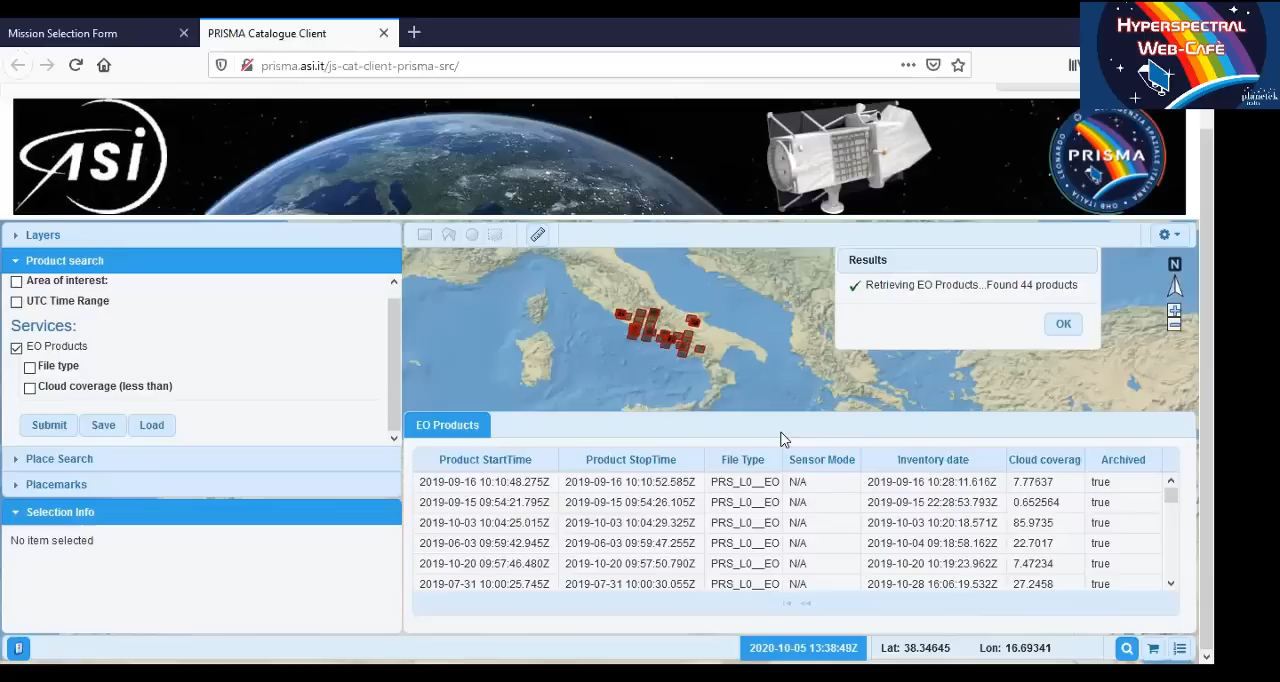 Mission Selection Form
PRISMA Catalogue Client
HYPERSPECTRAL
WEB-CAFÈ
planetek
italia
prisma.asi.it/js-cat-client-prisma-src/
ASI
AGENZIA SPAZIALE ITALIANA
LEONARDO
PRISMA
OHB ITALIA
Layers
Product search
Area of interest:
UTC Time Range
Services:
EO Products
File type
Cloud coverage (less than)
Submit Save Load
Place Search
Placemarks
Selection Info
No item selected
Results
Retrieving EO Products...Found 44 products
OK
N
EO Products
Product StartTime Product StopTime File Type Sensor Mode Inventory date Cloud coverag Archived
2019-09-16 10:10:48.275Z 2019-09-16 10:10:52.585Z PRS_L0__EO N/A 2019-09-16 10:28:11.616Z 7.77637 true
2019-09-15 09:54:21.795Z 2019-09-15 09:54:26.105Z PRS_L0__EO N/A 2019-09-15 22:28:53.793Z 0.652564 true
2019-10-03 10:04:25.015Z 2019-10-03 10:04:29.325Z PRS_L0__EO N/A 2019-10-03 10:20:18.571Z 85.9735 true
2019-06-03 09:59:42.945Z 2019-06-03 09:59:47.255Z PRS_L0__EO N/A 2019-10-04 09:18:58.162Z 22.7017 true
2019-10-20 09:57:46.480Z 2019-10-20 09:57:50.790Z PRS_L0__EO N/A 2019-10-20 10:19:23.962Z 7.47234 true
2019-07-31 10:00:25.745Z 2019-07-31 10:00:30.055Z PRS_L0__EO N/A 2019-10-28 16:06:19.532Z 27.2458 true
2020-10-05 13:38:49Z Lat: 38.34645 Lon: 16.69341